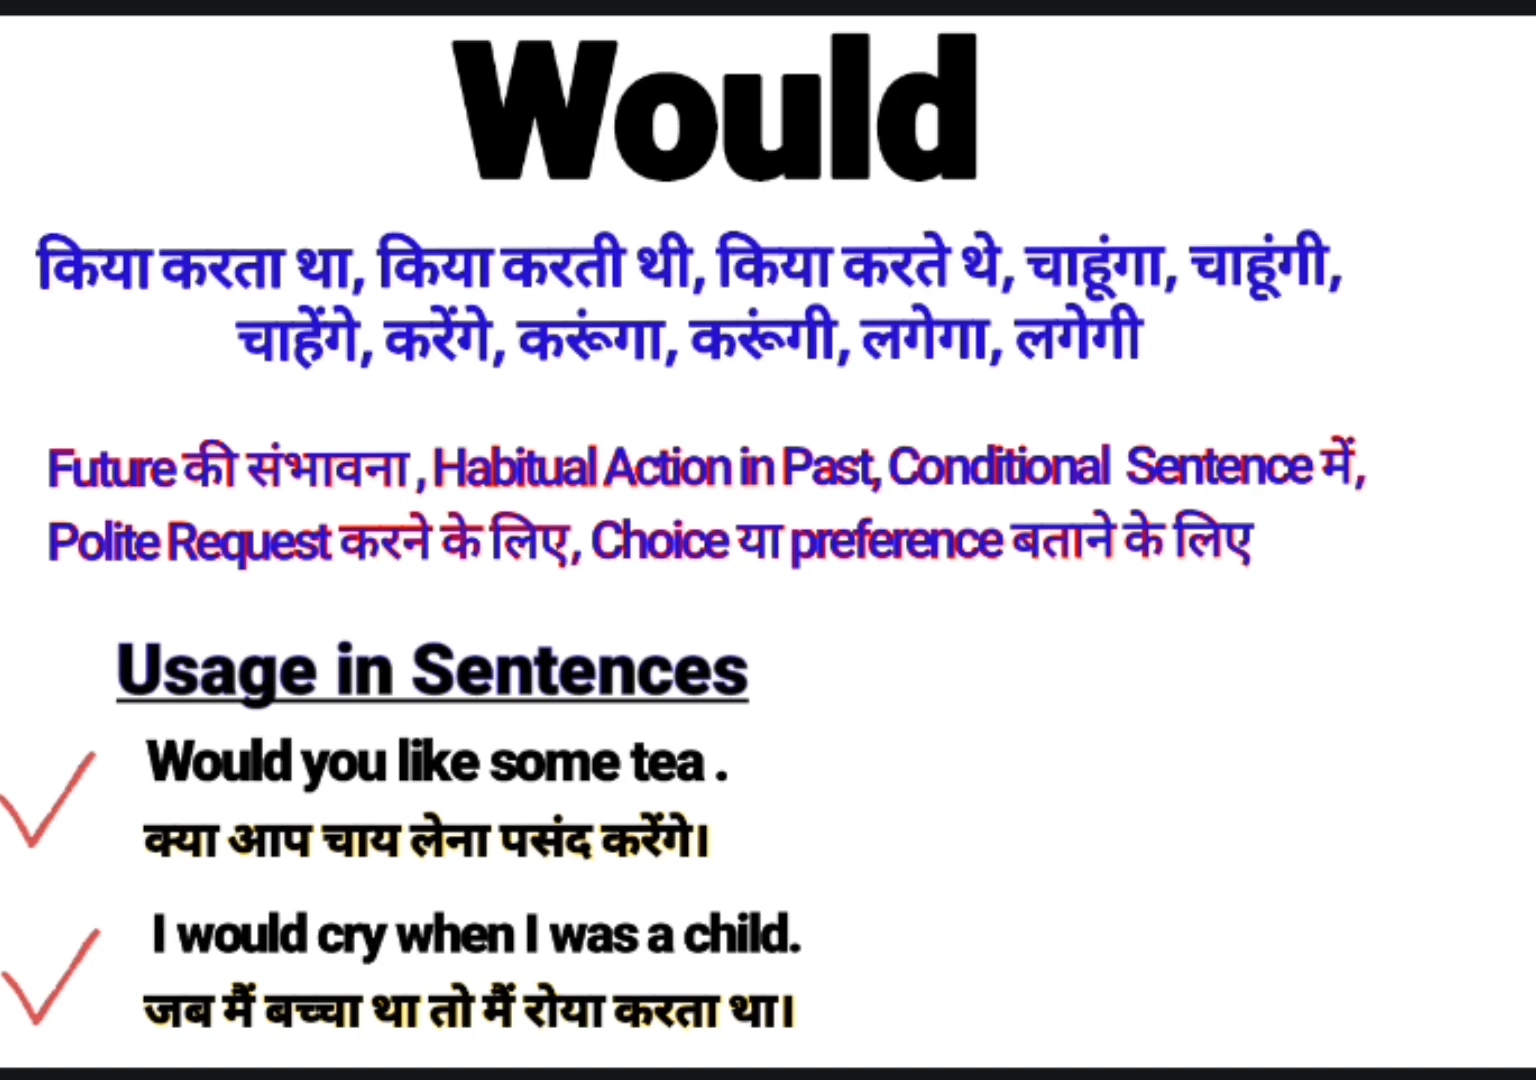 Would
किया करता था, किया करती थी, किया करते थे, चाहूंगा, चाहूंगी,
चाहेंगे, करेंगे, करूंगा, करूंगी, लगेगा, लगेगी
Future की संभावना , Habitual Action in Past, Conditional Sentence में,
Polite Request करने के लिए, Choice या preference बताने के लिए
Usage in Sentences
Would you like some tea .
क्या आप चाय लेना पसंद करेंगे।
I would cry when I was a child.
जब मैं बच्चा था तो मैं रोया करता था।